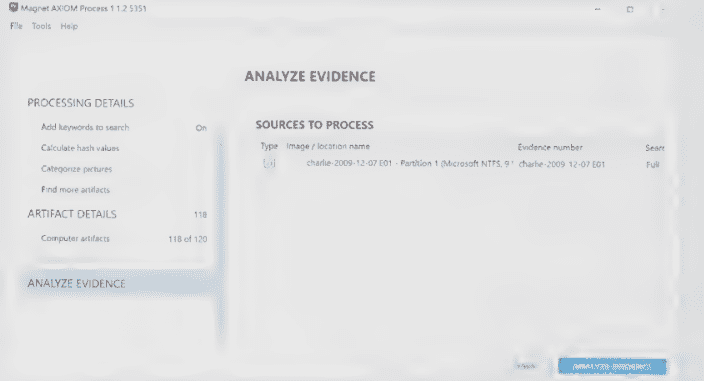 Magnet AXIOM Process 1.1.2.5351
File Tools Help
ANALYZE EVIDENCE
PROCESSING DETAILS
Add keywords to search On
Calculate hash values
Categorize pictures
Find more artifacts
ARTIFACT DETAILS 118
Computer artifacts 118 of 120
ANALYZE EVIDENCE
SOURCES TO PROCESS
Type Image / location name Evidence number Sear
charlie-2009-12-07.E01 - Partition 1 (Microsoft NTFS, 9 charlie-2009-12-07.E01 Full
ANALYZE EVIDENCE